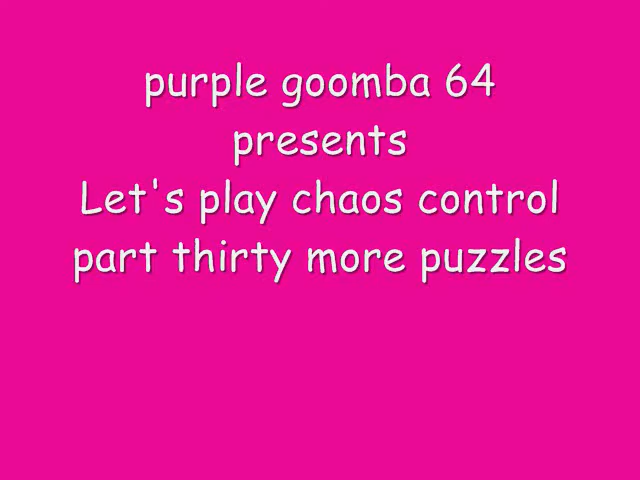 purple goomba 64
presents
Let's play chaos control
part thirty more puzzles